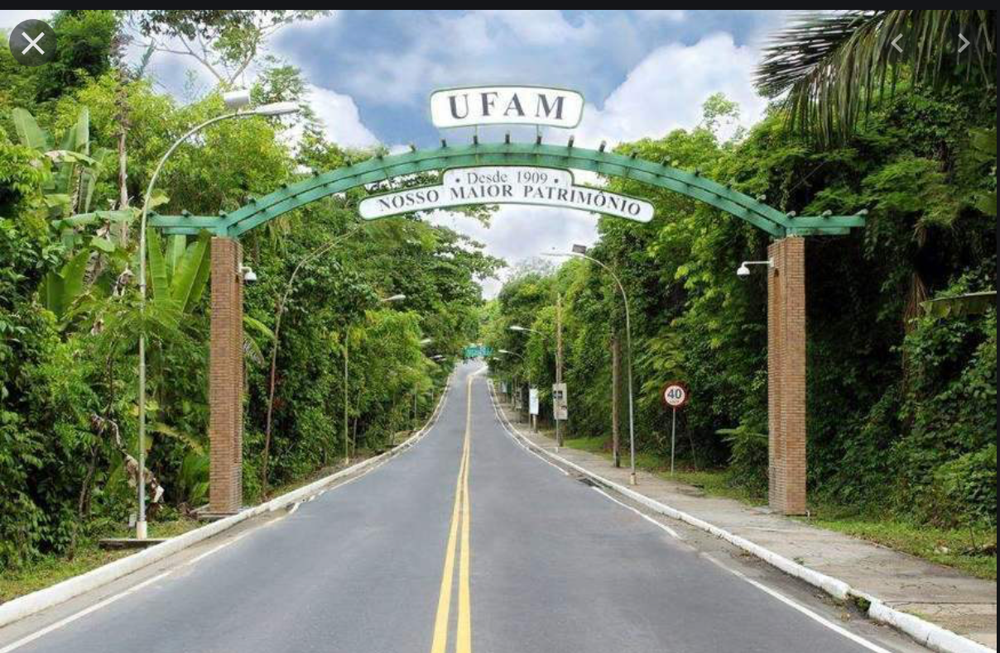 UFAM
• Desde 1909 •
NOSSO MAIOR PATRIMÔNIO
40